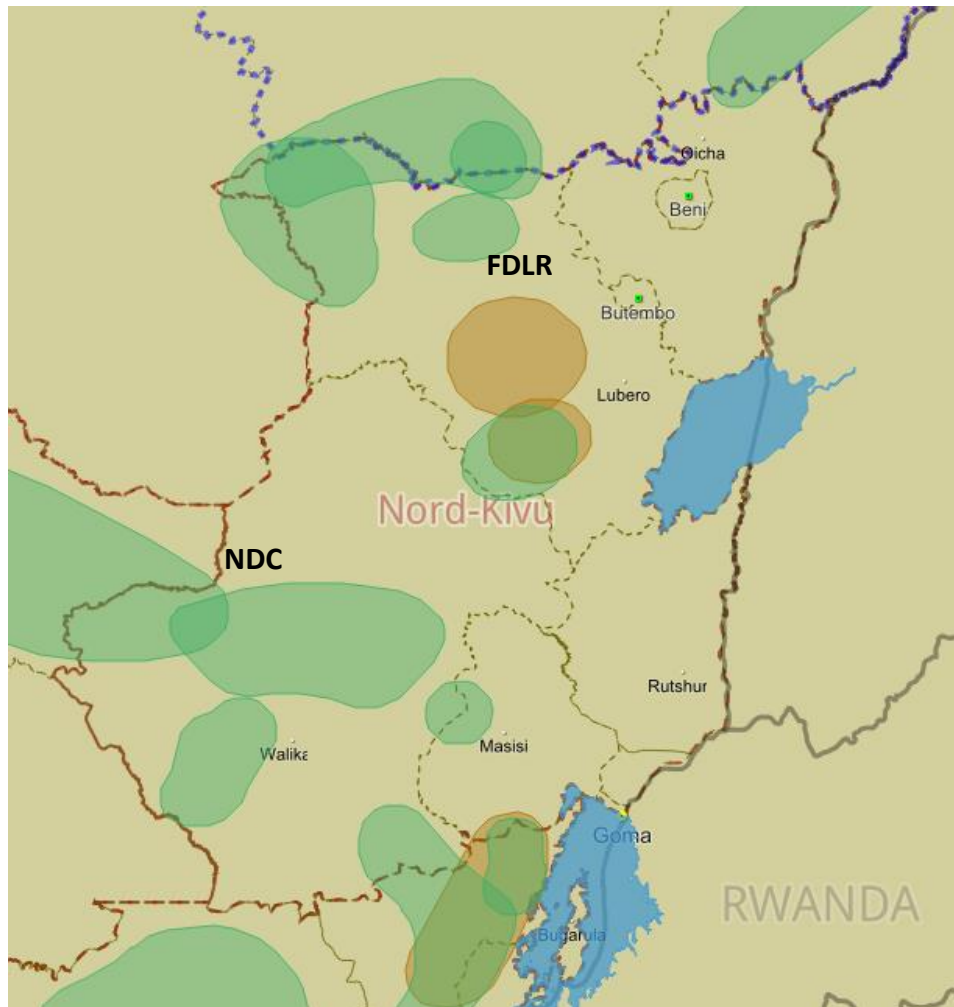 Oicha
Beni
FDLR
Butembo
Lubero
Nord-Kivu
NDC
Rutshur
Masisi
Walika
Goma
RWANDA
Bugarula